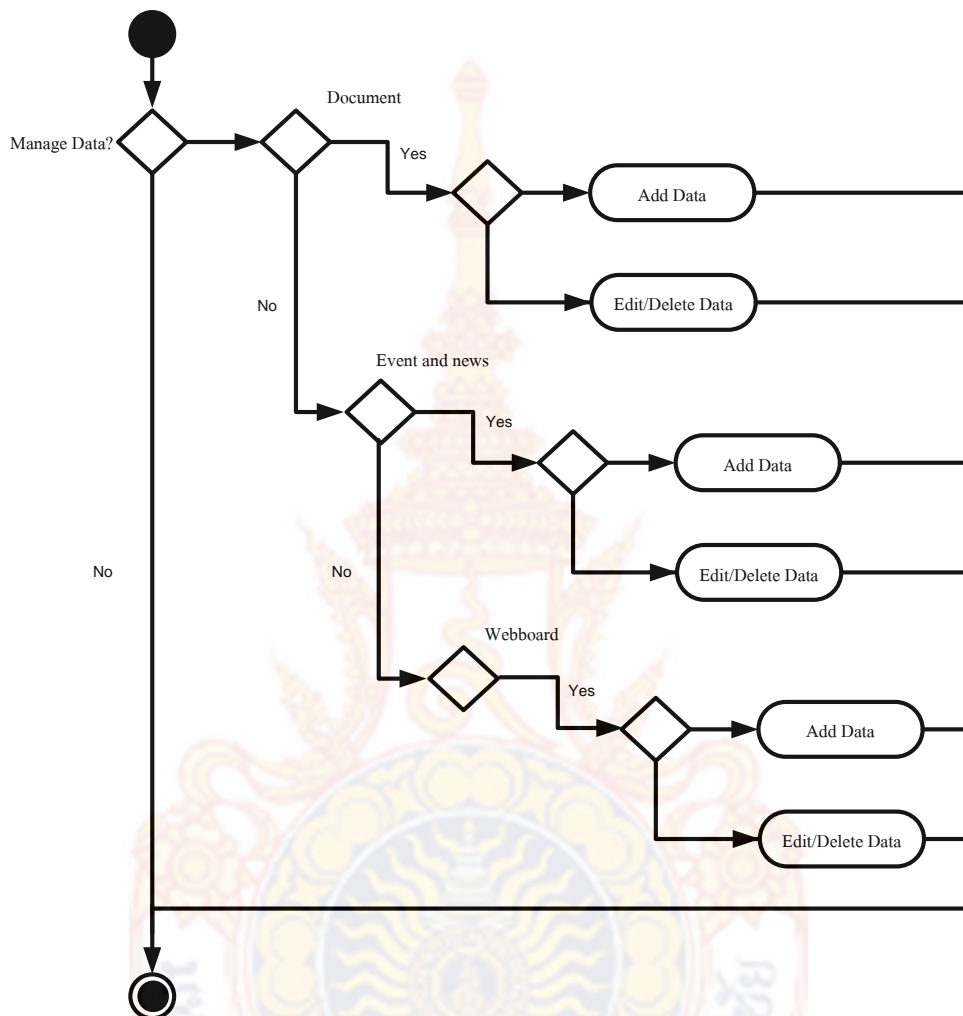 Document
Manage Data?
Yes
Add Data
Edit/Delete Data
No
Event and news
Yes
Add Data
Edit/Delete Data
No
No
Webboard
Yes
Add Data
Edit/Delete Data